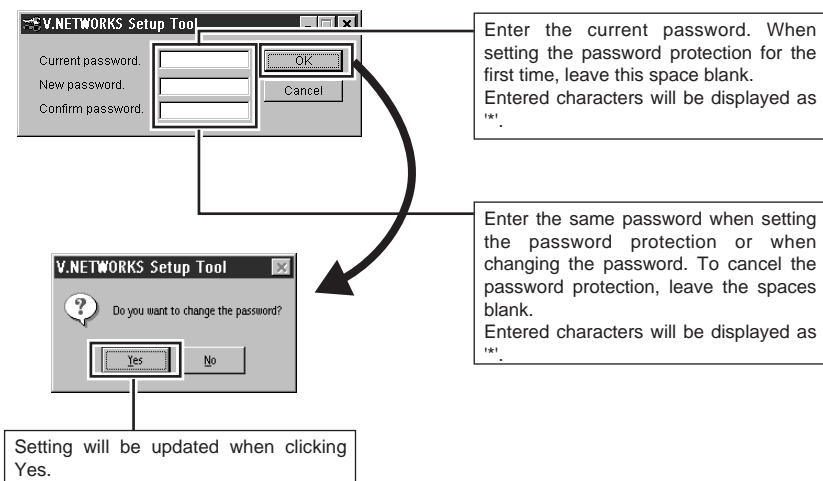 V.NETWORKS Setup Tool
Current password.
OK
New password.
Cancel
Confirm password.
Enter the current password. When
setting the password protection for the
first time, leave this space blank.
Entered characters will be displayed as
'*'.
Enter the same password when setting
the password protection or when
changing the password. To cancel the
password protection, leave the spaces
blank.
Entered characters will be displayed as
'*'.
V.NETWORKS Setup Tool
Do you want to change the password?
Yes
No
Setting will be updated when clicking
Yes.